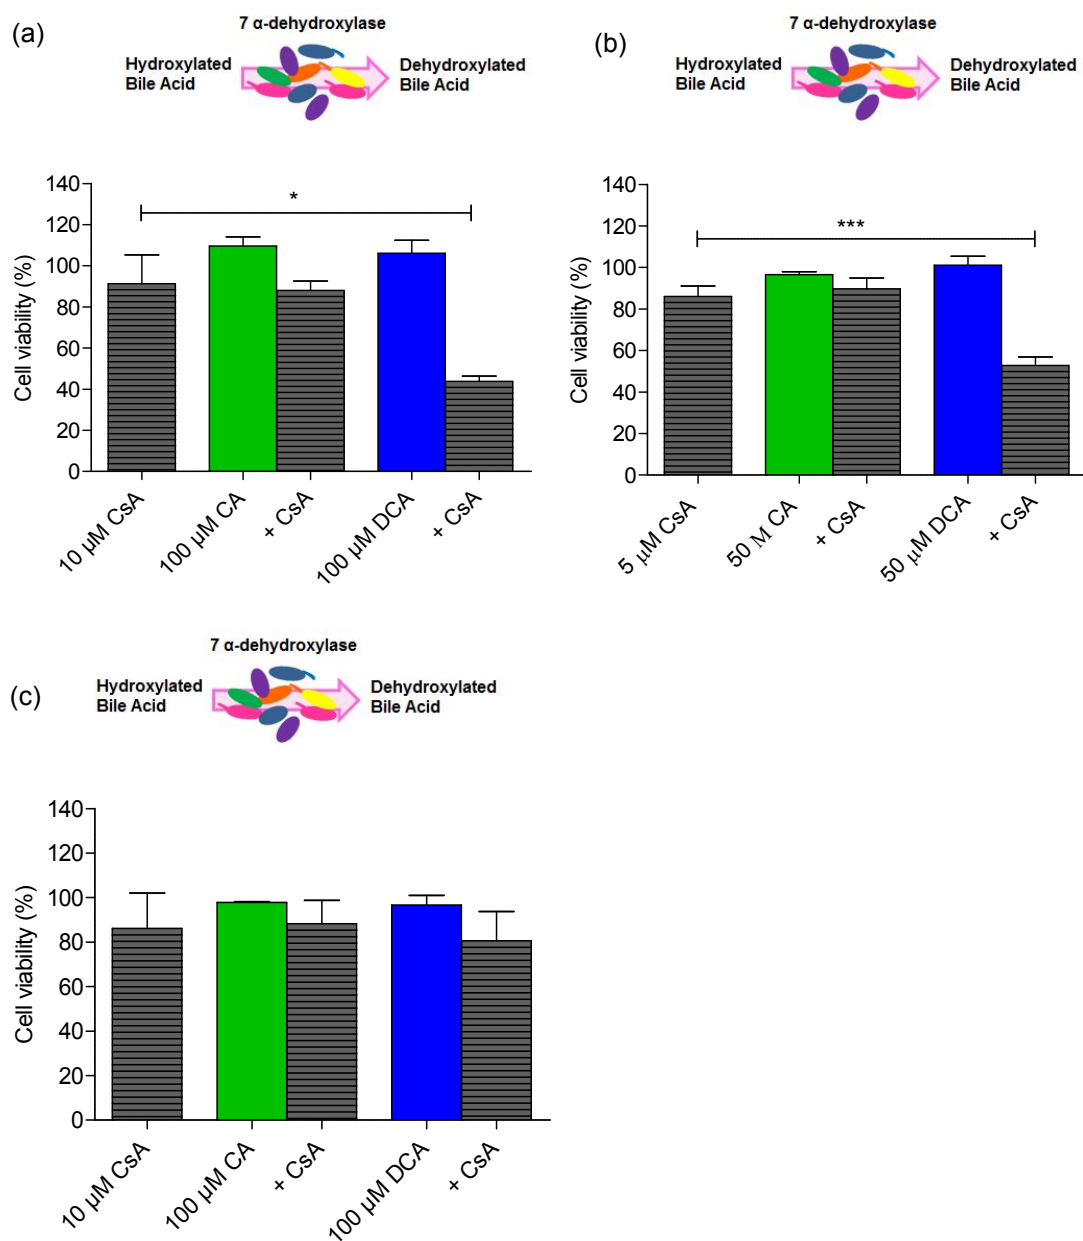 (a)
7 α-dehydroxylase
Hydroxylated
Bile Acid
Dehydroxylated
Bile Acid
140
120
100
80
60
40
20
0
Cell viability (%)
*
10 µM CsA
100 µM CA
+ CsA
100 µM DCA
+ CsA
(b)
7 α-dehydroxylase
Hydroxylated
Bile Acid
Dehydroxylated
Bile Acid
140
120
100
80
60
40
20
0
Cell viability (%)
***
5 µM CsA
50 M CA
+ CsA
50 µM DCA
+ CsA
(c)
7 α-dehydroxylase
Hydroxylated
Bile Acid
Dehydroxylated
Bile Acid
140
120
100
80
60
40
20
0
Cell viability (%)
10 µM CsA
100 µM CA
+ CsA
100 µM DCA
+ CsA